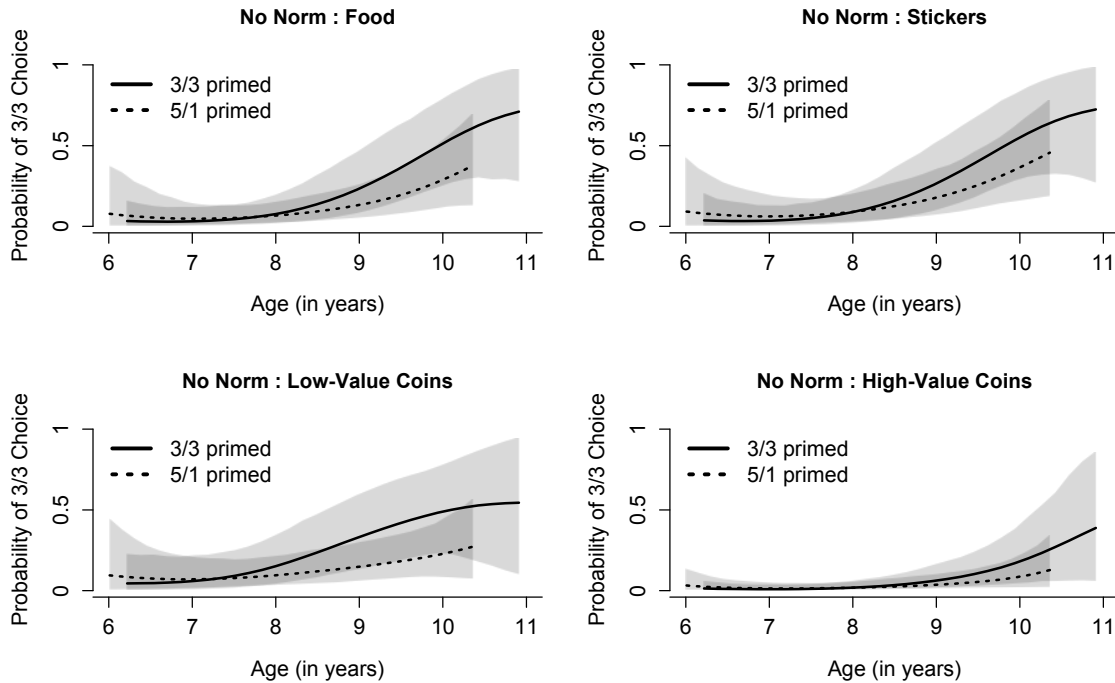 No Norm : Food
Probability of 3/3 Choice
1
0.5
0
3/3 primed
5/1 primed
6 7 8 9 10 11
Age (in years)
No Norm : Stickers
Probability of 3/3 Choice
1
0.5
0
3/3 primed
5/1 primed
6 7 8 9 10 11
Age (in years)
No Norm : Low-Value Coins
Probability of 3/3 Choice
1
0.5
0
3/3 primed
5/1 primed
6 7 8 9 10 11
Age (in years)
No Norm : High-Value Coins
Probability of 3/3 Choice
1
0.5
0
3/3 primed
5/1 primed
6 7 8 9 10 11
Age (in years)